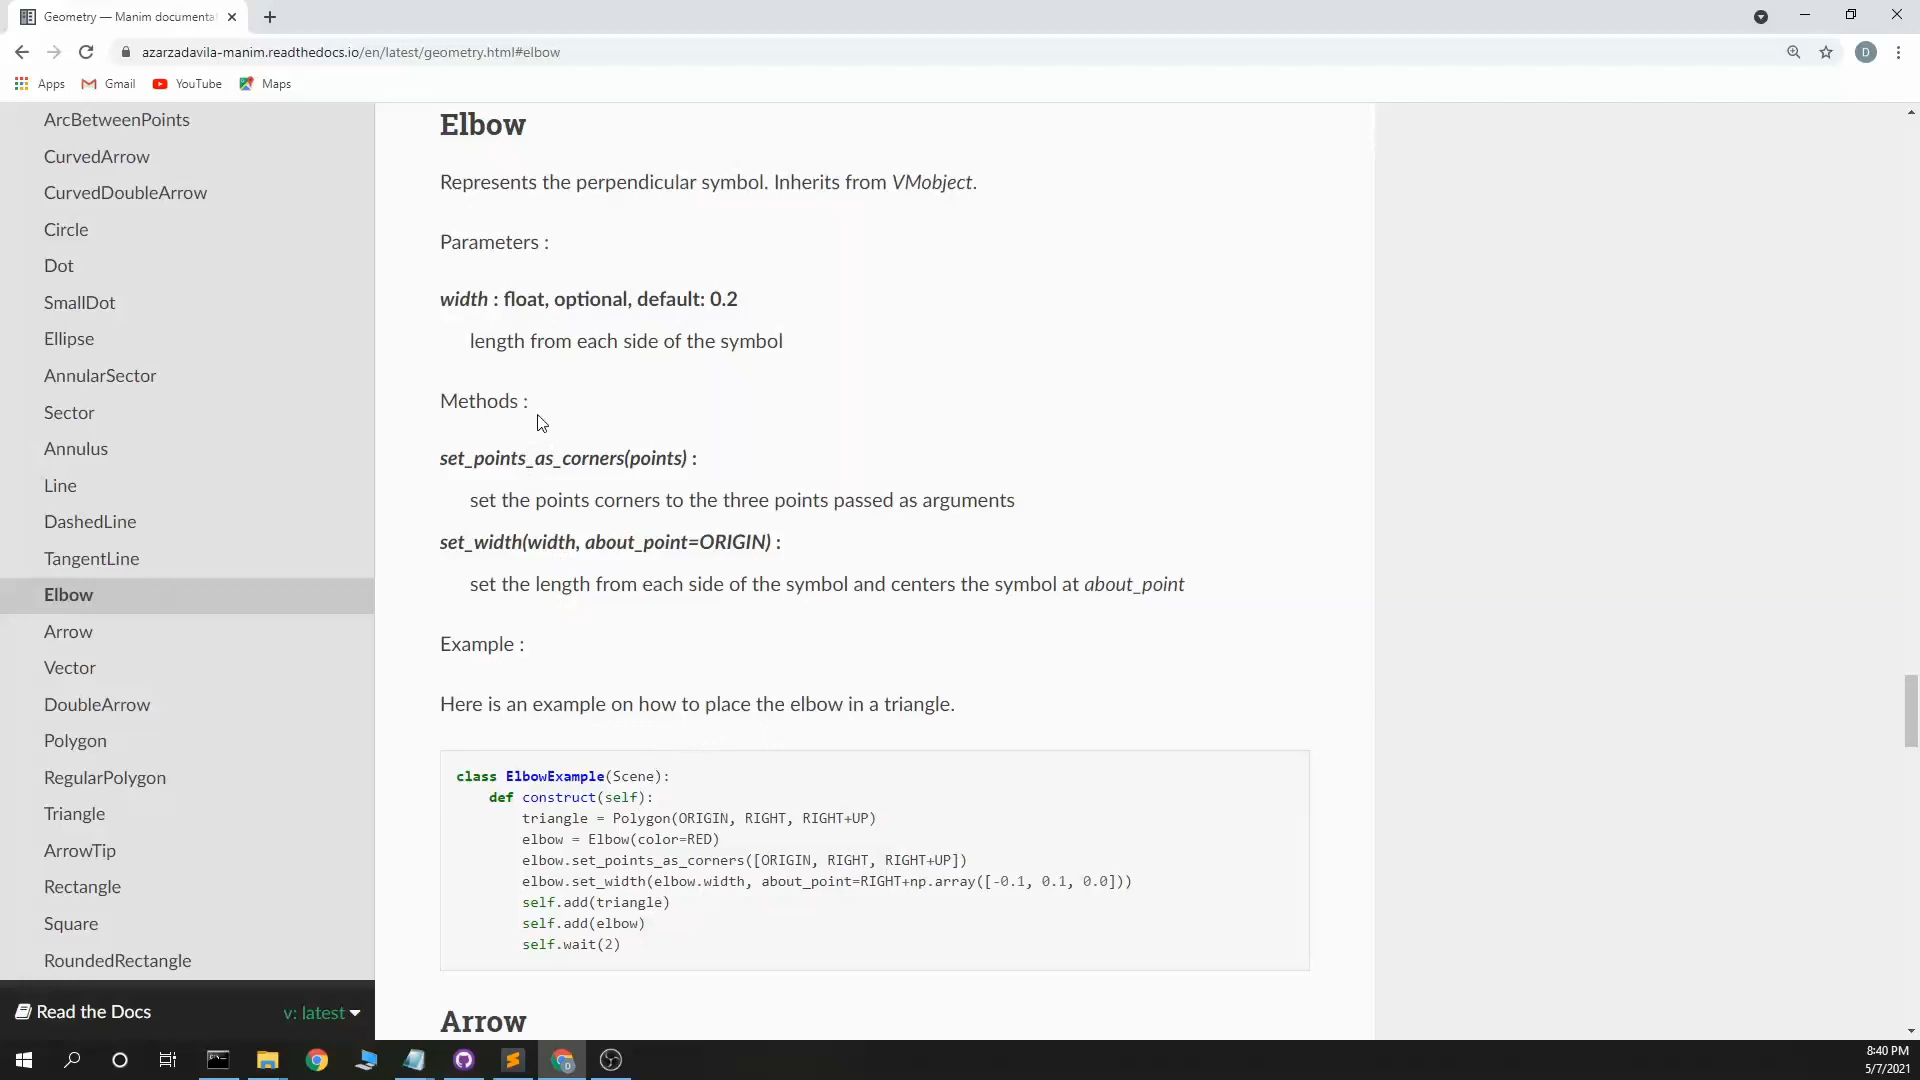 Geometry — Manim documenta
azarzadavila-manim.readthedocs.io/en/latest/geometry.html#elbow
D
Apps
Gmail
YouTube
Maps
ArcBetweenPoints
CurvedArrow
CurvedDoubleArrow
Circle
Dot
SmallDot
Ellipse
AnnularSector
Sector
Annulus
Line
DashedLine
TangentLine
Elbow
Arrow
Vector
DoubleArrow
Polygon
RegularPolygon
Triangle
ArrowTip
Rectangle
Square
RoundedRectangle
Read the Docs
v: latest
Elbow
Represents the perpendicular symbol. Inherits from VMobject.
Parameters :
width : float, optional, default: 0.2
length from each side of the symbol
Methods :
set_points_as_corners(points) :
set the points corners to the three points passed as arguments
set_width(width, about_point=ORIGIN) :
set the length from each side of the symbol and centers the symbol at about_point
Example :
Here is an example on how to place the elbow in a triangle.
class ElbowExample(Scene):
def construct(self):
triangle = Polygon(ORIGIN, RIGHT, RIGHT+UP)
elbow = Elbow(color=RED)
elbow.set_points_as_corners([ORIGIN, RIGHT, RIGHT+UP])
elbow.set_width(elbow.width, about_point=RIGHT+np.array([-0.1, 0.1, 0.0]))
self.add(triangle)
self.add(elbow)
self.wait(2)
Arrow
8:40 PM
5/7/2021